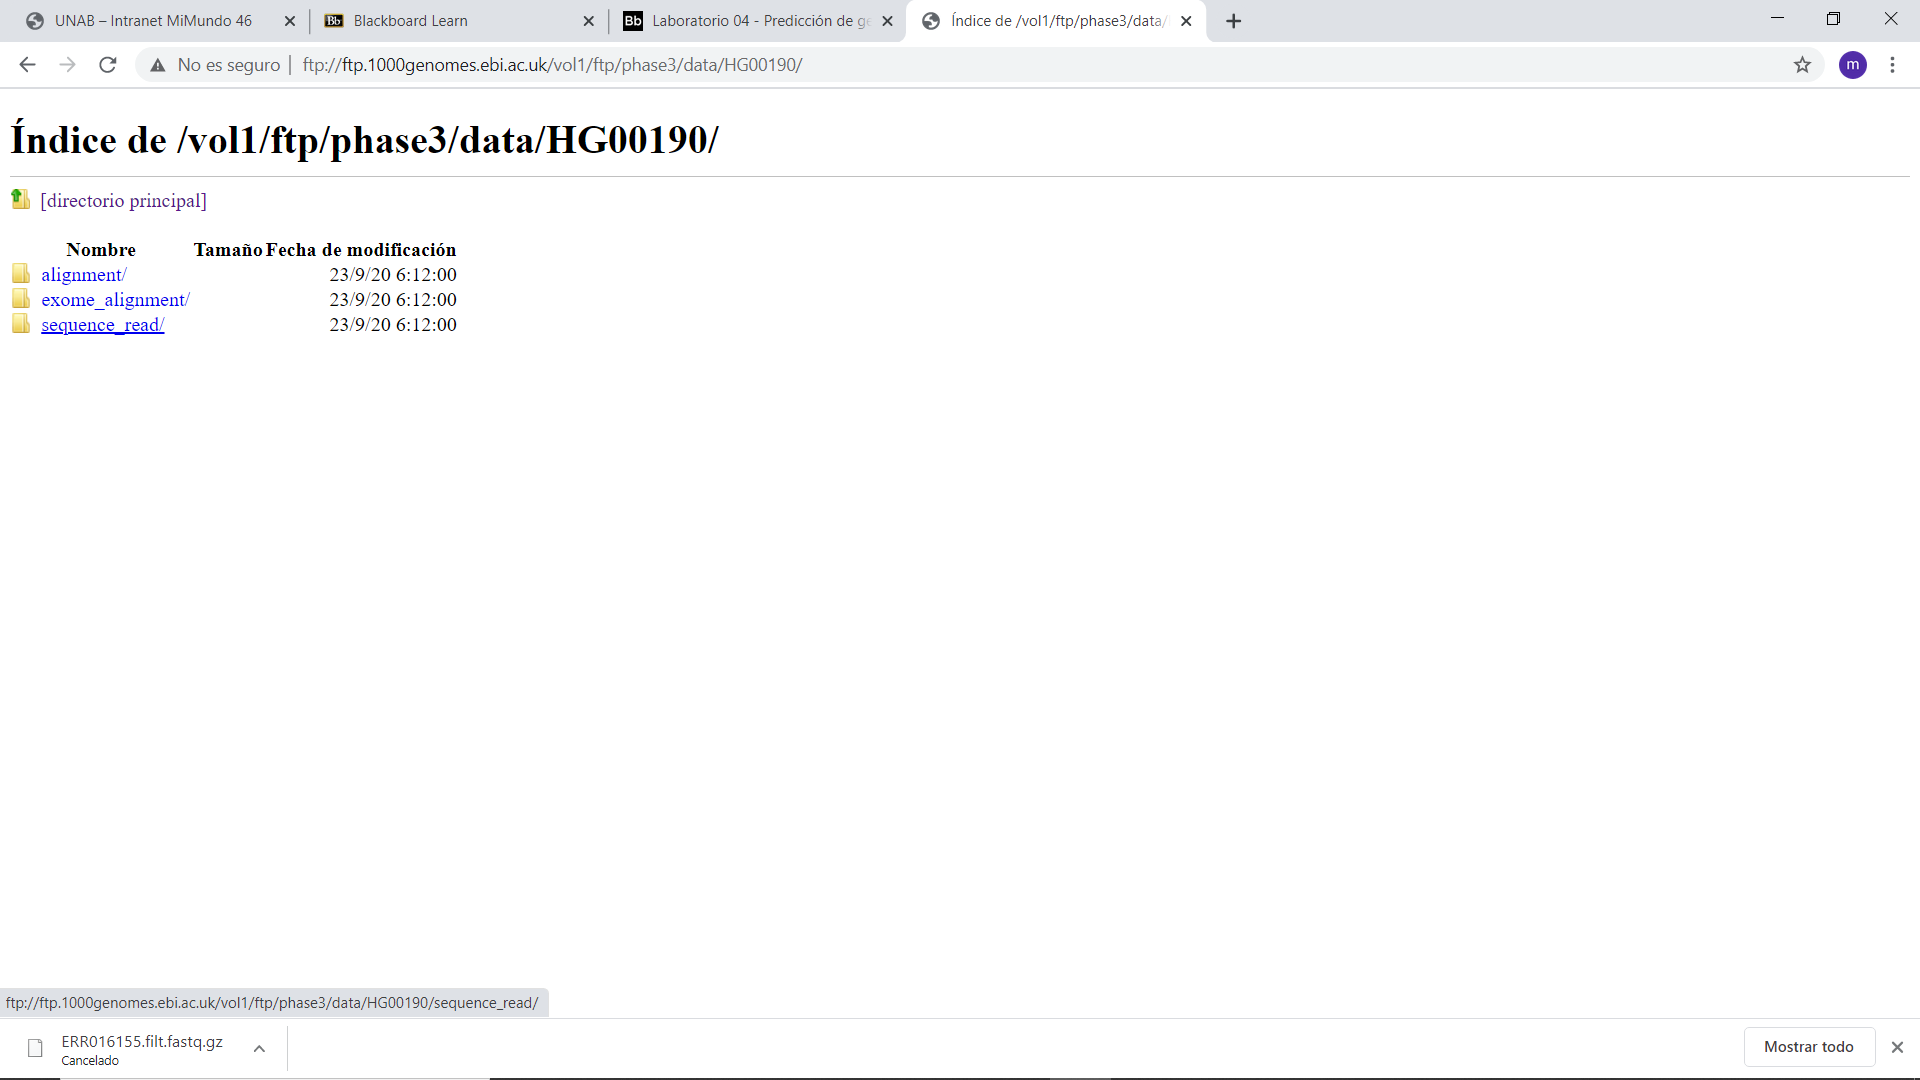 UNAB – Intranet MiMundo 46
Blackboard Learn
Laboratorio 04 - Predicción de ge
Índice de /vol1/ftp/phase3/data/
No es seguro | ftp://ftp.1000genomes.ebi.ac.uk/vol1/ftp/phase3/data/HG00190/
m
Índice de /vol1/ftp/phase3/data/HG00190/
[directorio principal]
Nombre Tamaño Fecha de modificación
alignment/ 23/9/20 6:12:00
exome_alignment/ 23/9/20 6:12:00
sequence_read/ 23/9/20 6:12:00
ftp://ftp.1000genomes.ebi.ac.uk/vol1/ftp/phase3/data/HG00190/sequence_read/
ERR016155.filt.fastq.gz
Cancelado
Mostrar todo